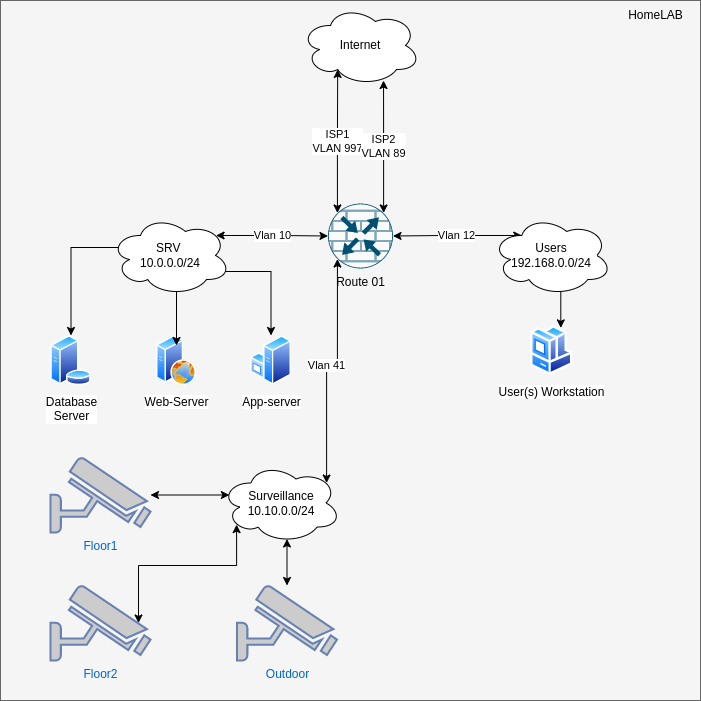 HomeLAB
Internet
ISP1
VLAN 997
ISP2
VLAN 89
SRV
10.0.0.0/24
Vlan 10
Vlan 12
Users
192.168.0.0/24
Route 01
Vlan 41
Database
Server
Web-Server
App-server
User(s) Workstation
Surveillance
10.10.0.0/24
Floor1
Floor2
Outdoor